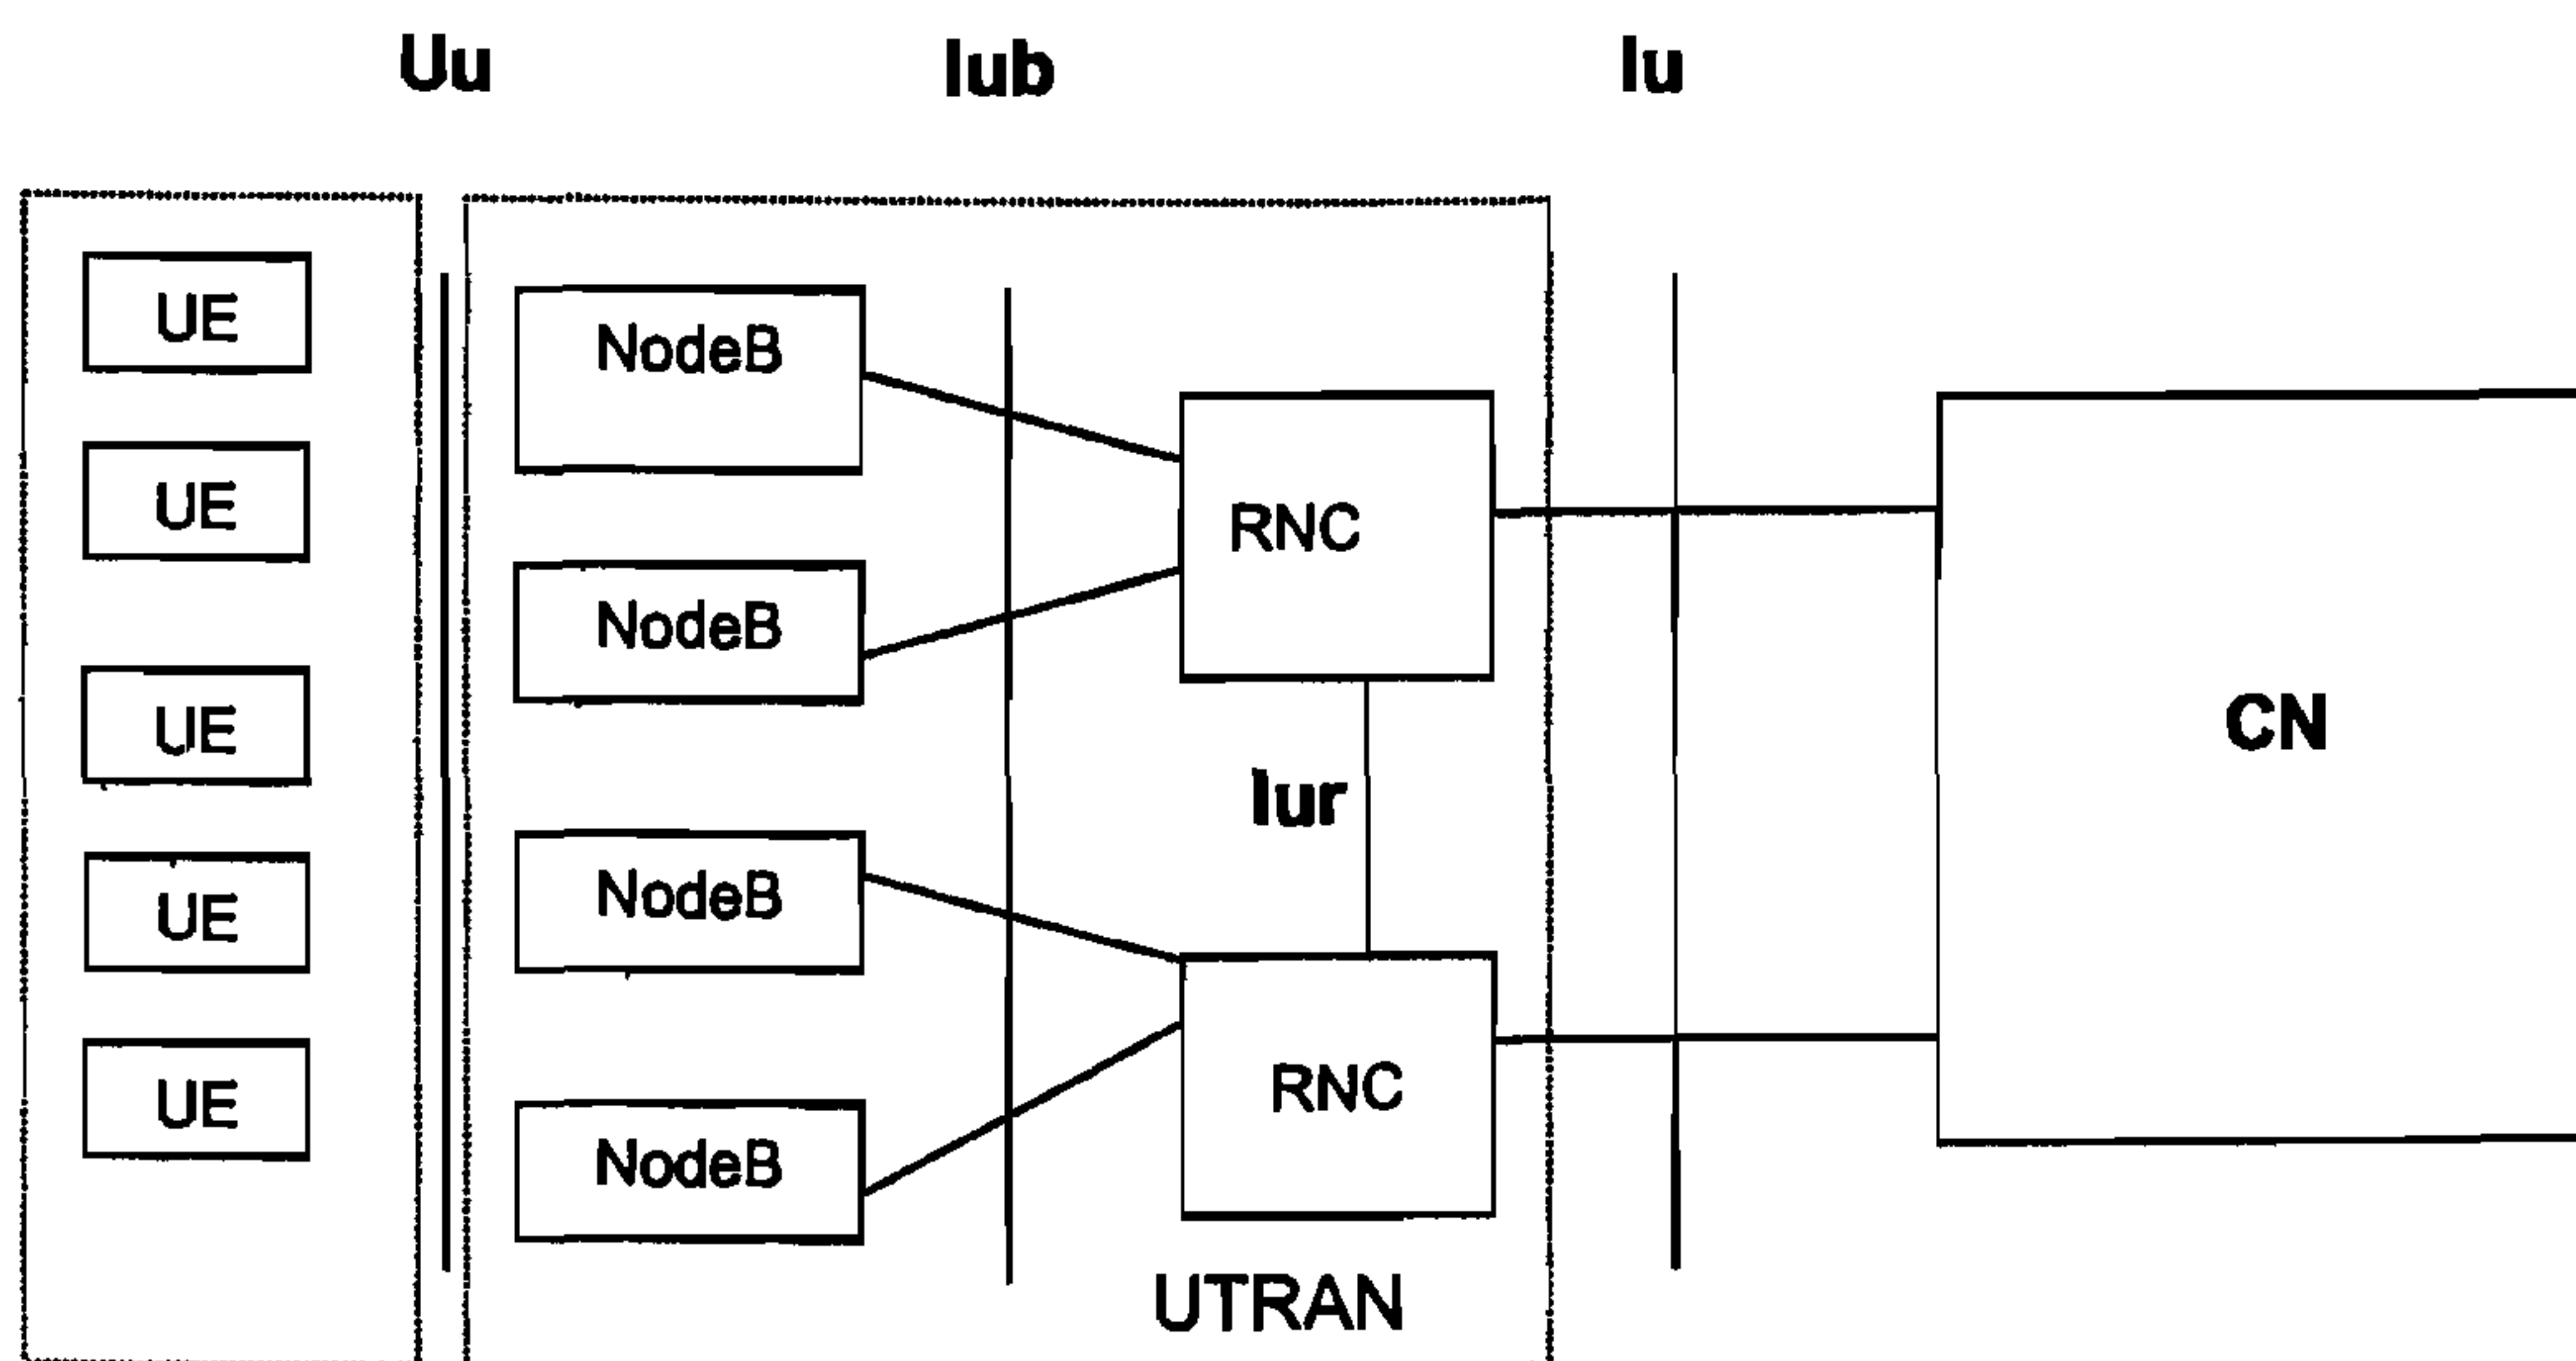 Uu
Iub
Iu
UE
UE
UE
UE
UE
NodeB
NodeB
NodeB
NodeB
RNC
Iur
RNC
UTRAN
CN